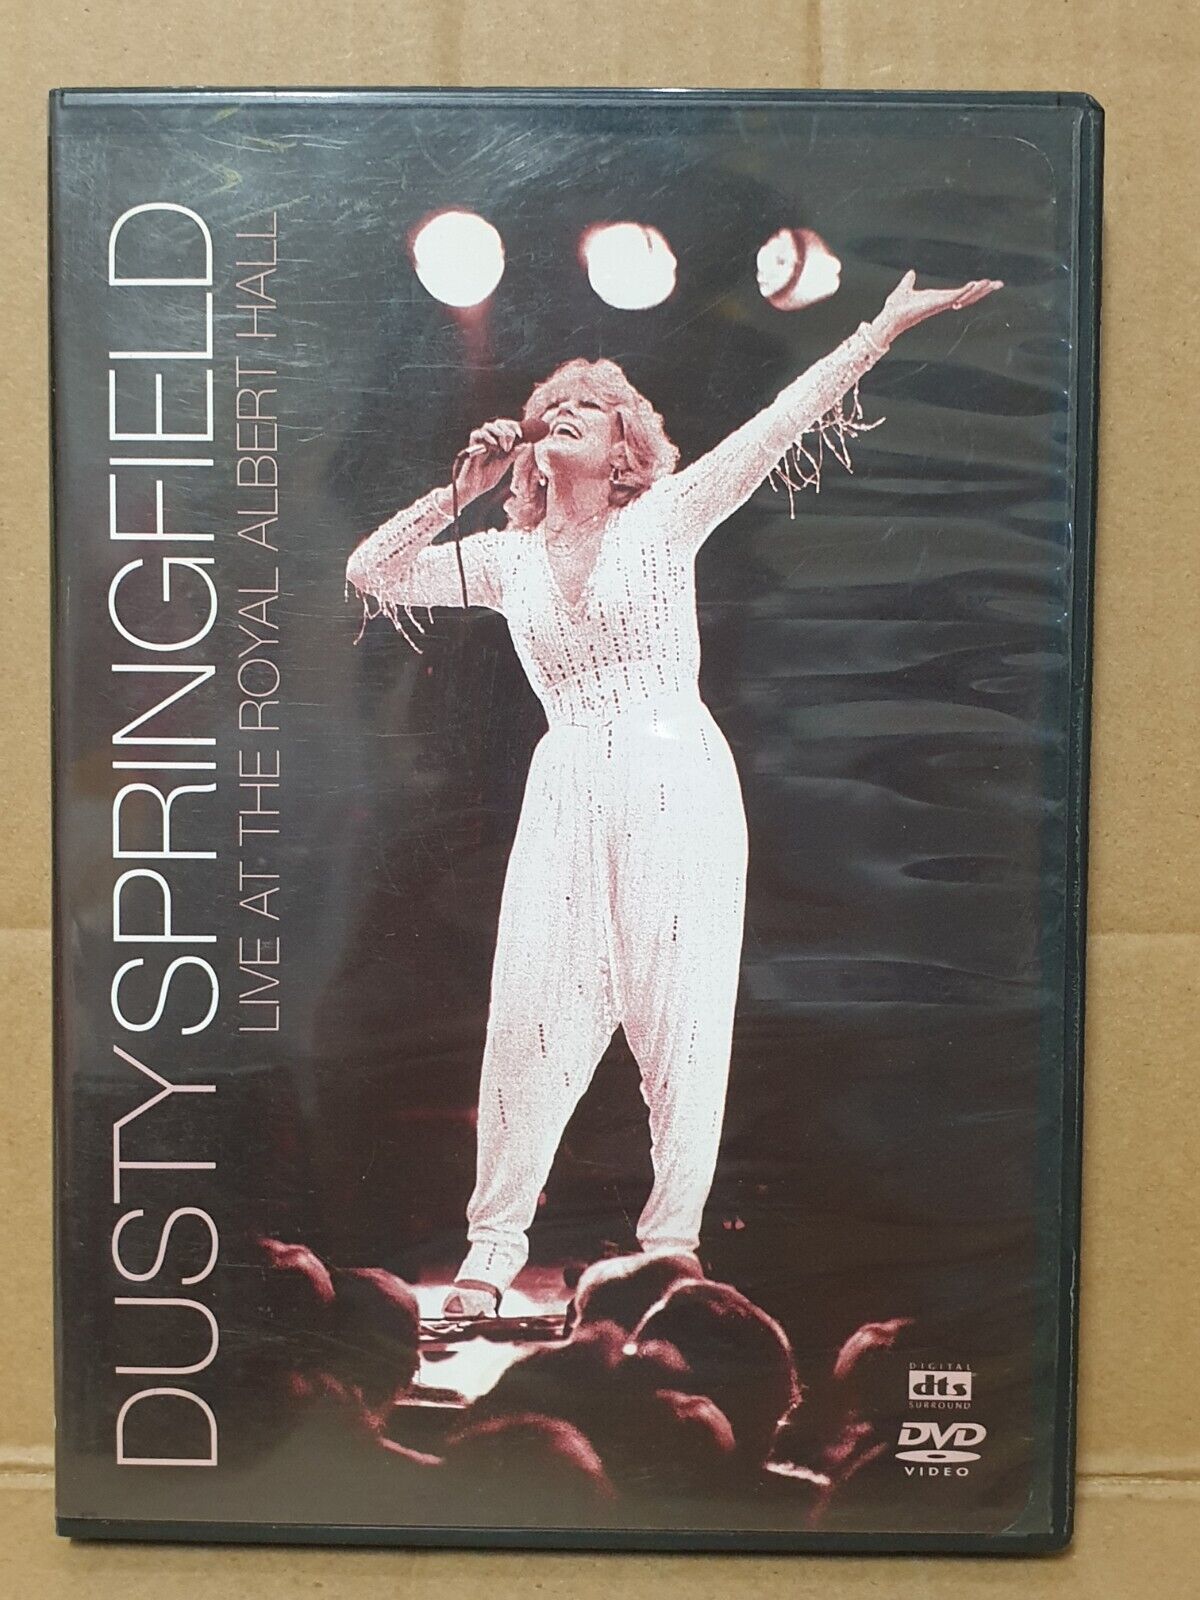 DUSTY SPRINGFIELD
LIVE AT THE ROYAL ALBERT HALL
DIGITAL
dts
SURROUND
DVD
VIDEO